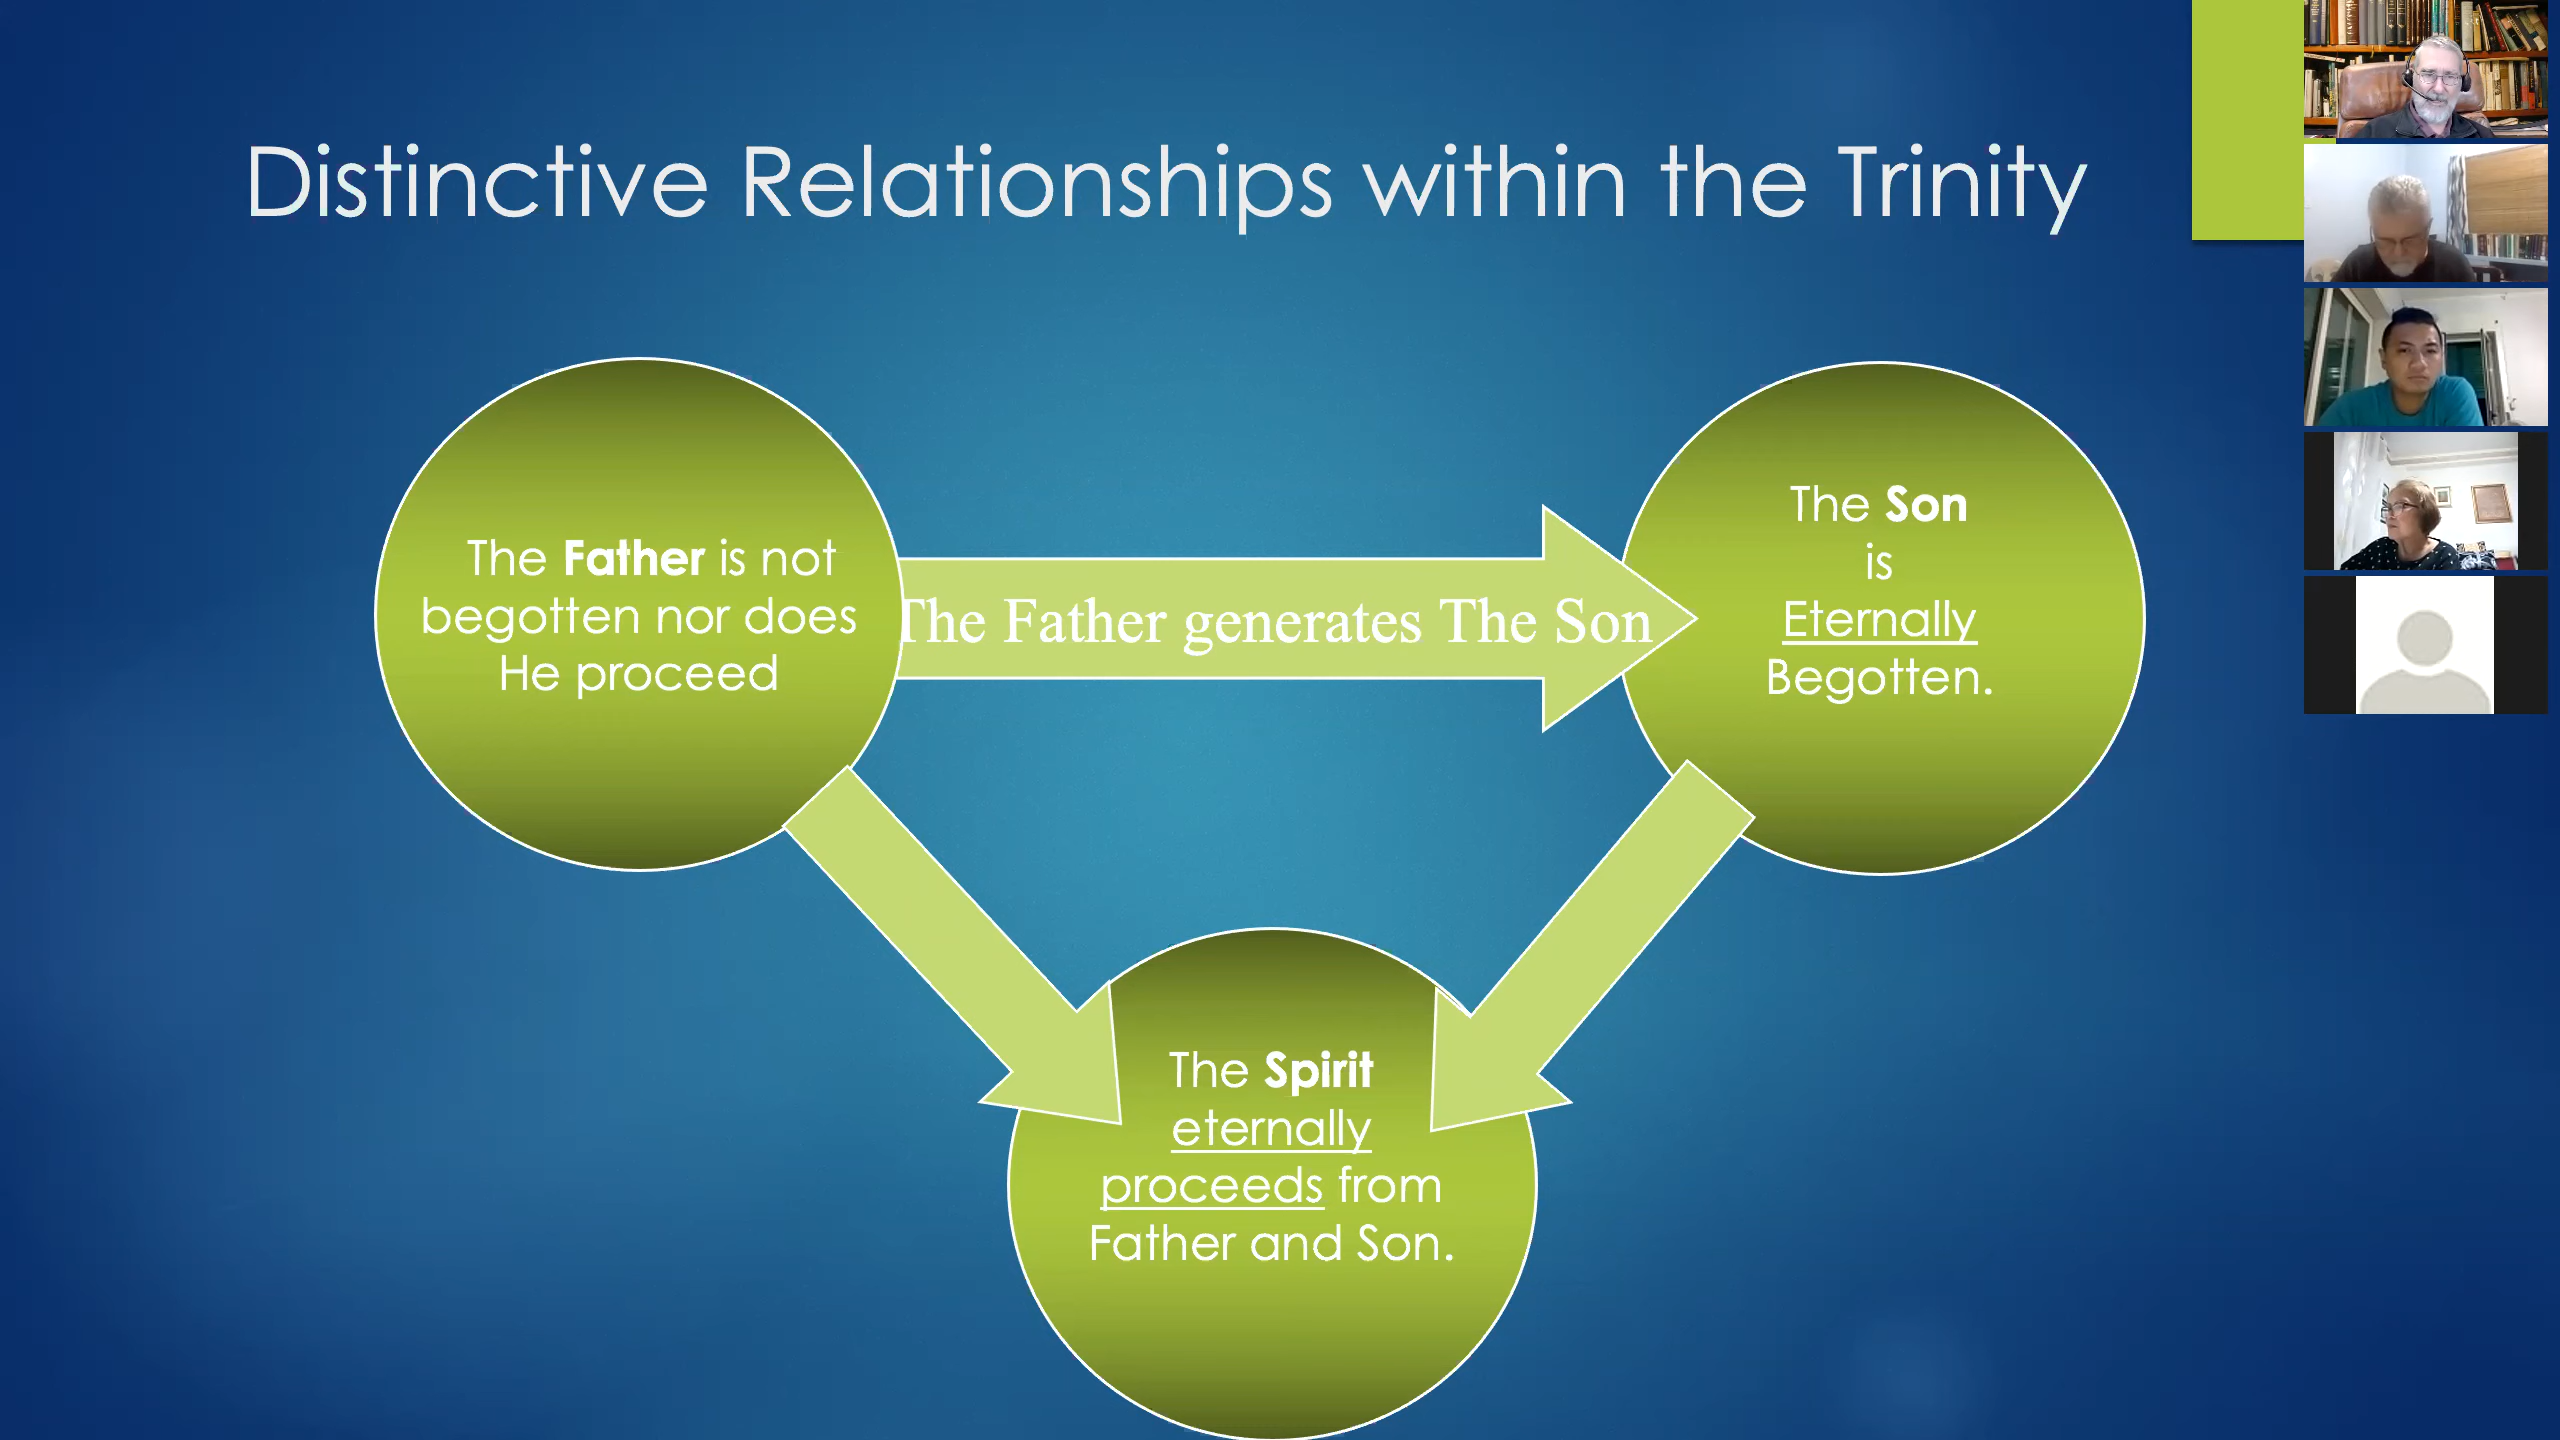 Distinctive Relationships within the Trinity
The Father is not
begotten nor does
He proceed
The Father generates The Son
The Son
is
Eternally
Begotten.
The Spirit
eternally
proceeds from
Father and Son.